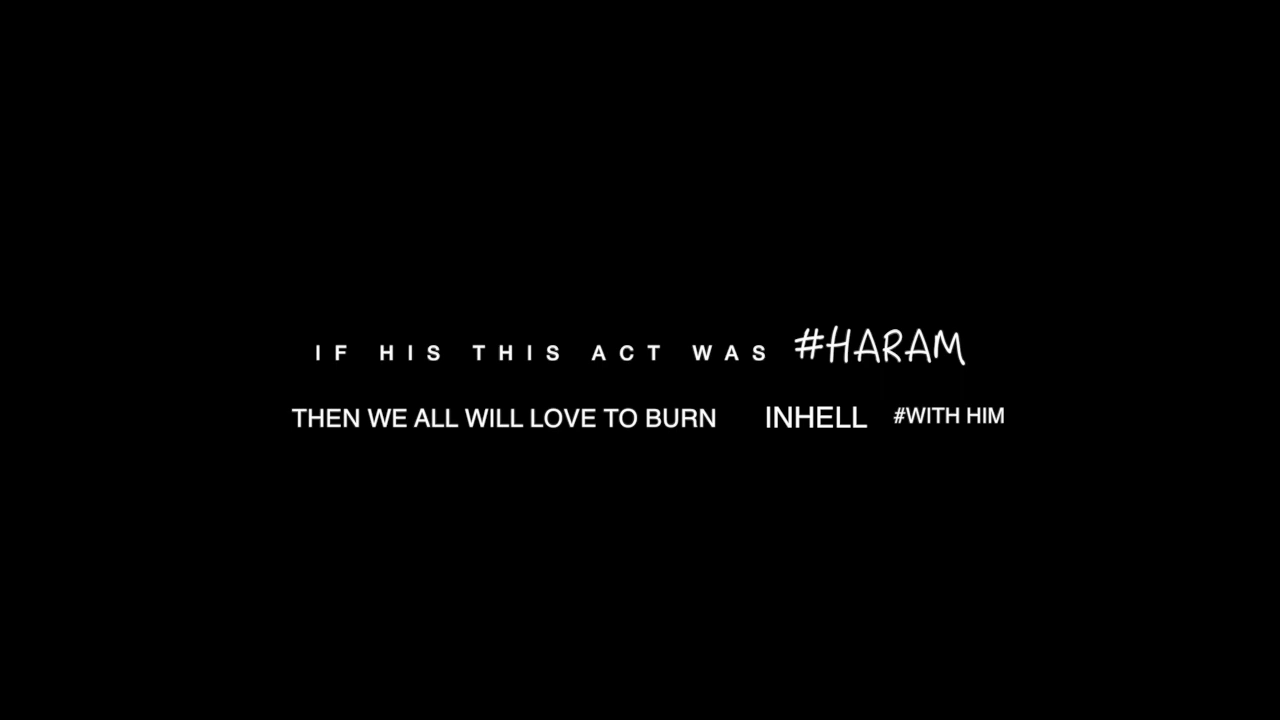 IF HIS THIS ACT WAS #HARAM
THEN WE ALL WILL LOVE TO BURN INHELL #WITH HIM